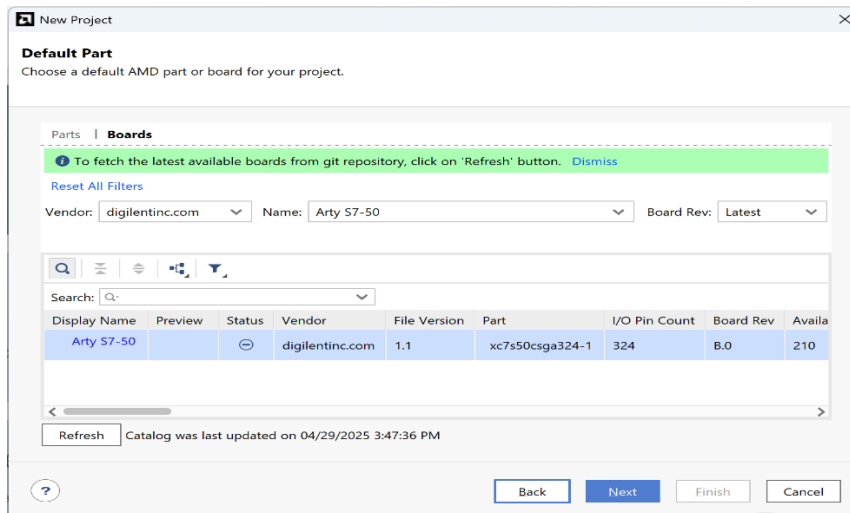 New Project
Default Part
Choose a default AMD part or board for your project.
Parts | Boards
To fetch the latest available boards from git repository, click on 'Refresh' button. Dismiss
Reset All Filters
Vendor: digilentinc.com Name: Arty S7-50 Board Rev: Latest
Search: Q-
Display Name Preview Status Vendor File Version Part I/O Pin Count Board Rev Availa
Arty S7-50 digilentinc.com 1.1 xc7s50csga324-1 324 B.0 210
Refresh Catalog was last updated on 04/29/2025 3:47:36 PM
? Back Next Finish Cancel